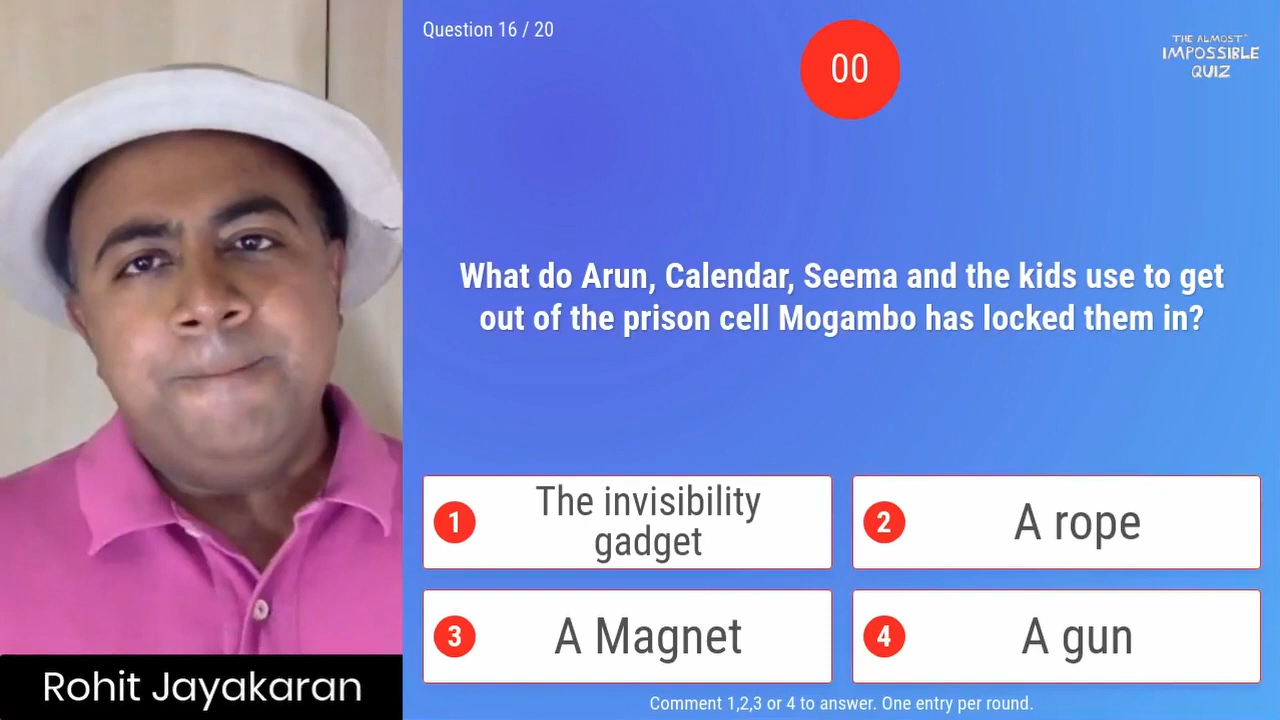 Question 16 / 20
00
THE ALMOST*
IMPOSSIBLE
QUIZ
What do Arun, Calendar, Seema and the kids use to get
out of the prison cell Mogambo has locked them in?
1
The invisibility
gadget
2
A rope
3
A Magnet
4
A gun
Comment 1,2,3 or 4 to answer. One entry per round.
Rohit Jayakaran